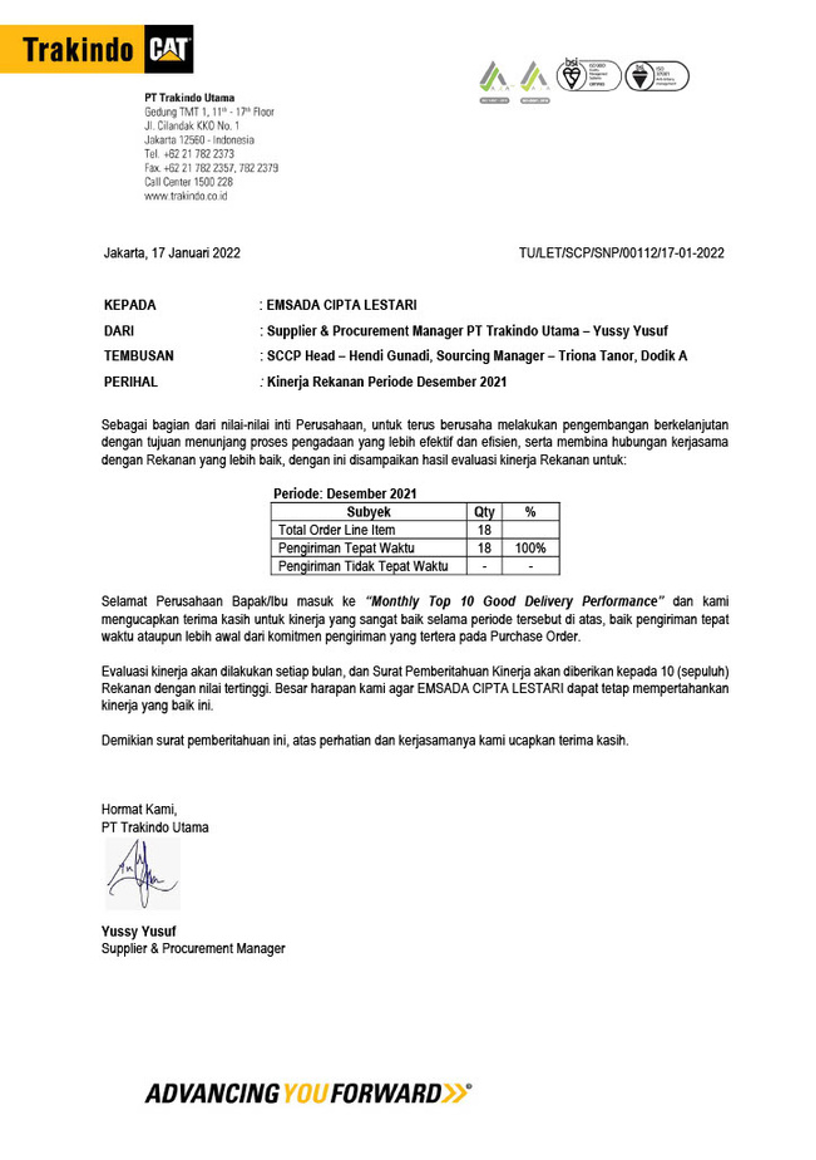 Trakindo CAT
PT Trakindo Utama
Gedung TMT 1, 11th - 17th Floor
Jl. Cilandak KKO No. 1
Jakarta 12560 - Indonesia
Tel. +62 21 782 2373
Fax. +62 21 782 2357, 782 2379
Call Center 1500 228
www.trakindo.co.id
bsi
Jakarta, 17 Januari 2022 TU/LET/SCP/SNP/00112/17-01-2022
KEPADA : EMSADA CIPTA LESTARI
DARI : Supplier & Procurement Manager PT Trakindo Utama – Yussy Yusuf
TEMBUSAN : SCCP Head – Hendi Gunadi, Sourcing Manager – Triona Tanor, Dodik A
PERIHAL : Kinerja Rekanan Periode Desember 2021
Sebagai bagian dari nilai-nilai inti Perusahaan, untuk terus berusaha melakukan pengembangan berkelanjutan
dengan tujuan menunjang proses pengadaan yang lebih efektif dan efisien, serta membina hubungan kerjasama
dengan Rekanan yang lebih baik, dengan ini disampaikan hasil evaluasi kinerja Rekanan untuk:
Periode: Desember 2021
Subyek Qty %
Total Order Line Item 18
Pengiriman Tepat Waktu 18 100%
Pengiriman Tidak Tepat Waktu - -
Selamat Perusahaan Bapak/Ibu masuk ke “Monthly Top 10 Good Delivery Performance” dan kami
mengucapkan terima kasih untuk kinerja yang sangat baik selama periode tersebut di atas, baik pengiriman tepat
waktu ataupun lebih awal dari komitmen pengiriman yang tertera pada Purchase Order.
Evaluasi kinerja akan dilakukan setiap bulan, dan Surat Pemberitahuan Kinerja akan diberikan kepada 10 (sepuluh)
Rekanan dengan nilai tertinggi. Besar harapan kami agar EMSADA CIPTA LESTARI dapat tetap mempertahankan
kinerja yang baik ini.
Demikian surat pemberitahuan ini, atas perhatian dan kerjasamanya kami ucapkan terima kasih.
Hormat Kami,
PT Trakindo Utama
Yussy Yusuf
Supplier & Procurement Manager
ADVANCING YOU FORWARD